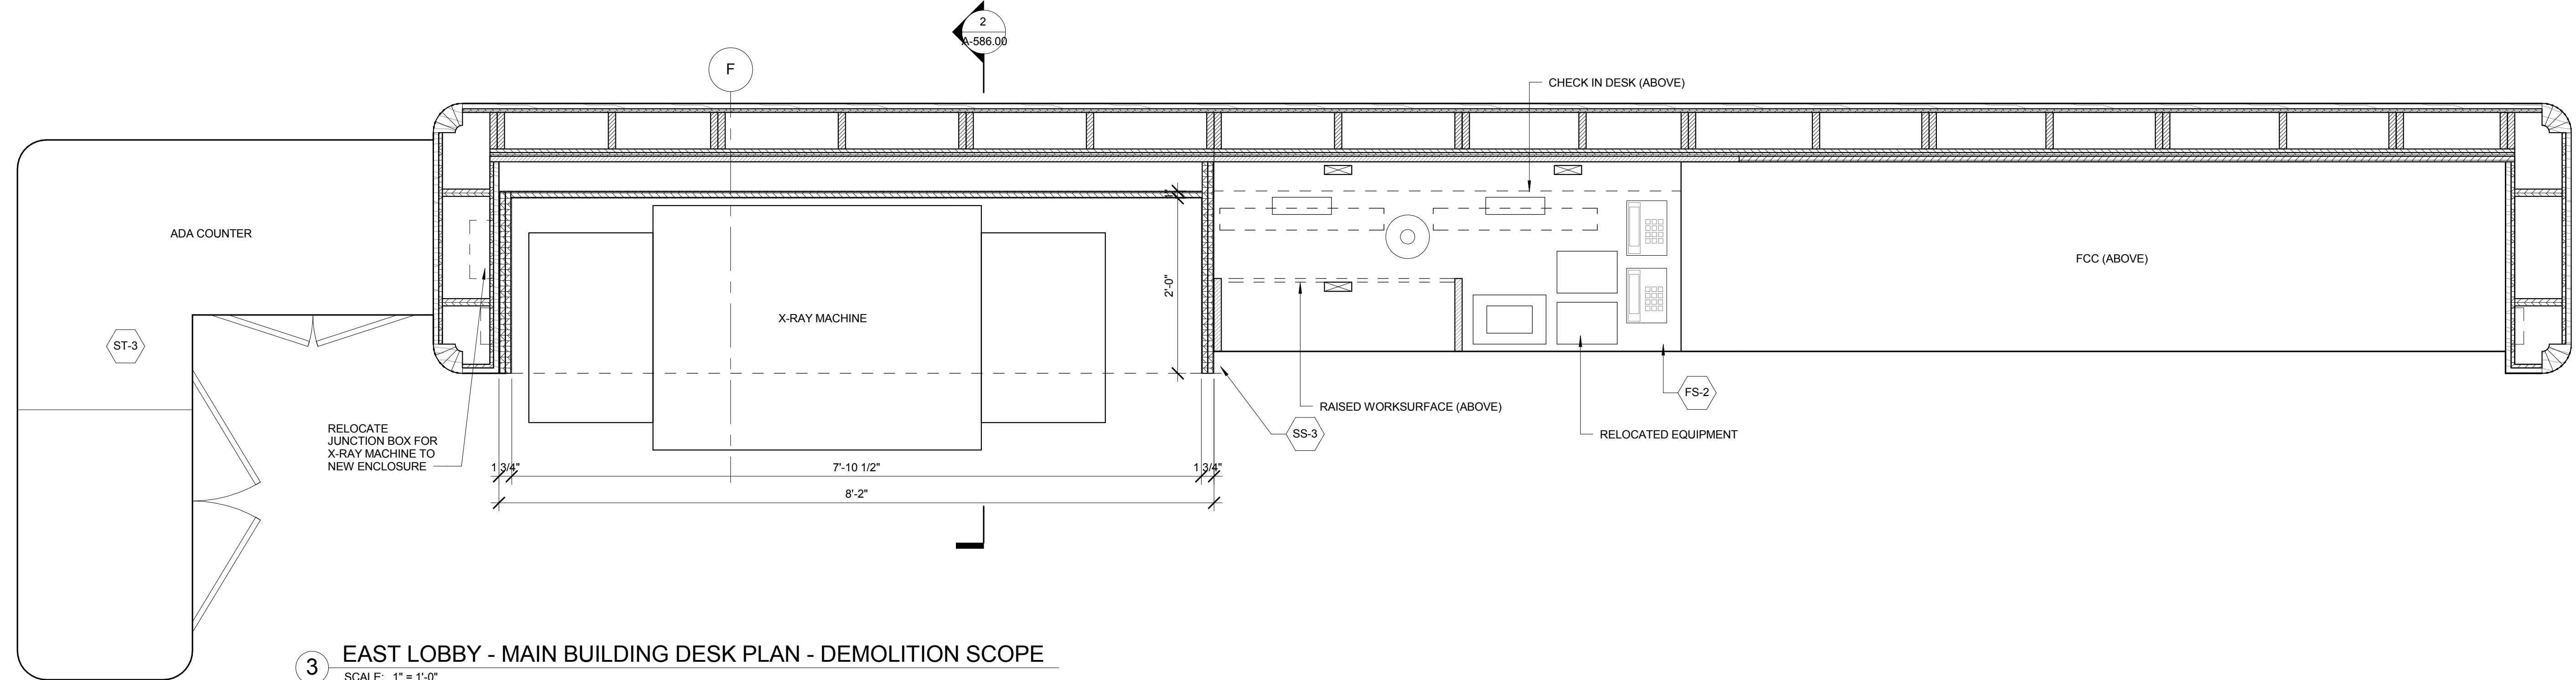 2
A-586.00
F
CHECK IN DESK (ABOVE)
ADA COUNTER
1"
2'-0"
FCC (ABOVE)
X-RAY MACHINE
ST-3
FS-2
RAISED WORKSURFACE (ABOVE)
SS-3
RELOCATED EQUIPMENT
RELOCATE
JUNCTION BOX FOR
X-RAY MACHINE TO
NEW ENCLOSURE
1 3/4"
7'-10 1/2"
1 3/4"
8'-2"
3
EAST LOBBY - MAIN BUILDING DESK PLAN - DEMOLITION SCOPE
SCALE: 1" = 1'-0"